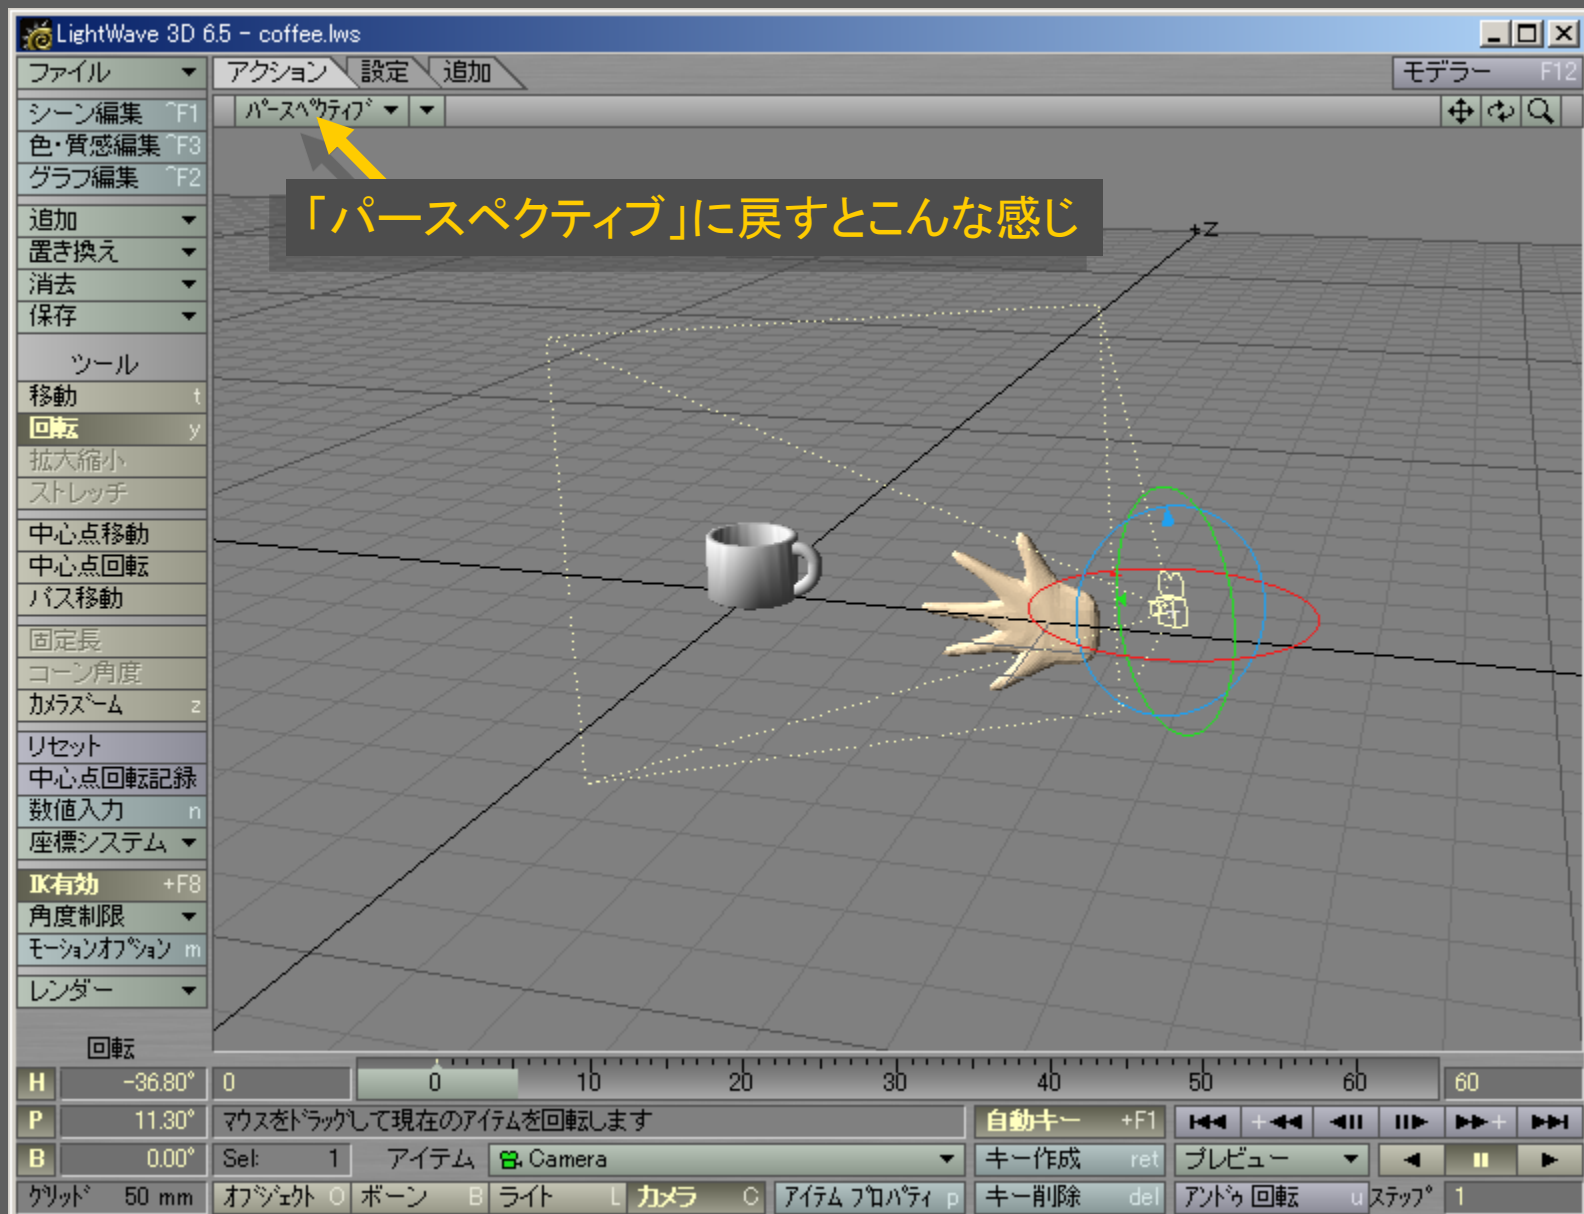 LightWave 3D 6.5 - coffee.lws
ファイル
アクション 設定 追加
モデラー F12
シーン編集 ^F1
パースペクティブ
色・質感編集 ^F3
グラフ編集 ^F2
「パースペクティブ」に戻すとこんな感じ
追加
置き換え
消去
保存
+Z
ツール
移動 t
回転 y
拡大縮小
ストレッチ
中心点移動
中心点回転
パス移動
固定長
コーン角度
カメラズーム z
リセット
中心点回転記録
数値入力 n
座標システム
IK有効 +F8
角度制限
モーションオプション m
レンダー
回転
H -36.80° 0 0 10 20 30 40 50 60 60
P 11.30° マウスをドラッグして現在のアイテムを回転します 自動キー +F1
B 0.00° Sel: 1 アイテム Camera キー作成 ret プレビュー
グリッド 50 mm オブジェクト O ボーン B ライト L カメラ C アイテム プロパティ p キー削除 del アンドゥ 回転 u ステップ 1